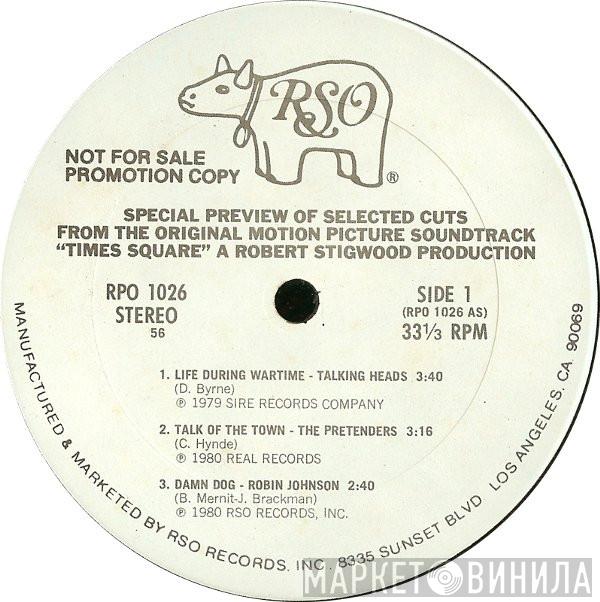 RSO
®
NOT FOR SALE
PROMOTION COPY
SPECIAL PREVIEW OF SELECTED CUTS
FROM THE ORIGINAL MOTION PICTURE SOUNDTRACK
"TIMES SQUARE" A ROBERT STIGWOOD PRODUCTION
RPO 1026
STEREO
56
SIDE 1
(RPO 1026 AS)
33⅓ RPM
1. LIFE DURING WARTIME - TALKING HEADS 3:40
(D. Byrne)
℗ 1979 SIRE RECORDS COMPANY
2. TALK OF THE TOWN - THE PRETENDERS 3:16
(C. Hynde)
℗ 1980 REAL RECORDS
3. DAMN DOG - ROBIN JOHNSON 2:40
(B. Mernit-J. Brackman)
℗ 1980 RSO RECORDS, INC.
MANUFACTURED & MARKETED BY RSO RECORDS, INC. 8335 SUNSET BLVD LOS ANGELES, CA. 90069
МАРКЕТ ВИНИЛА